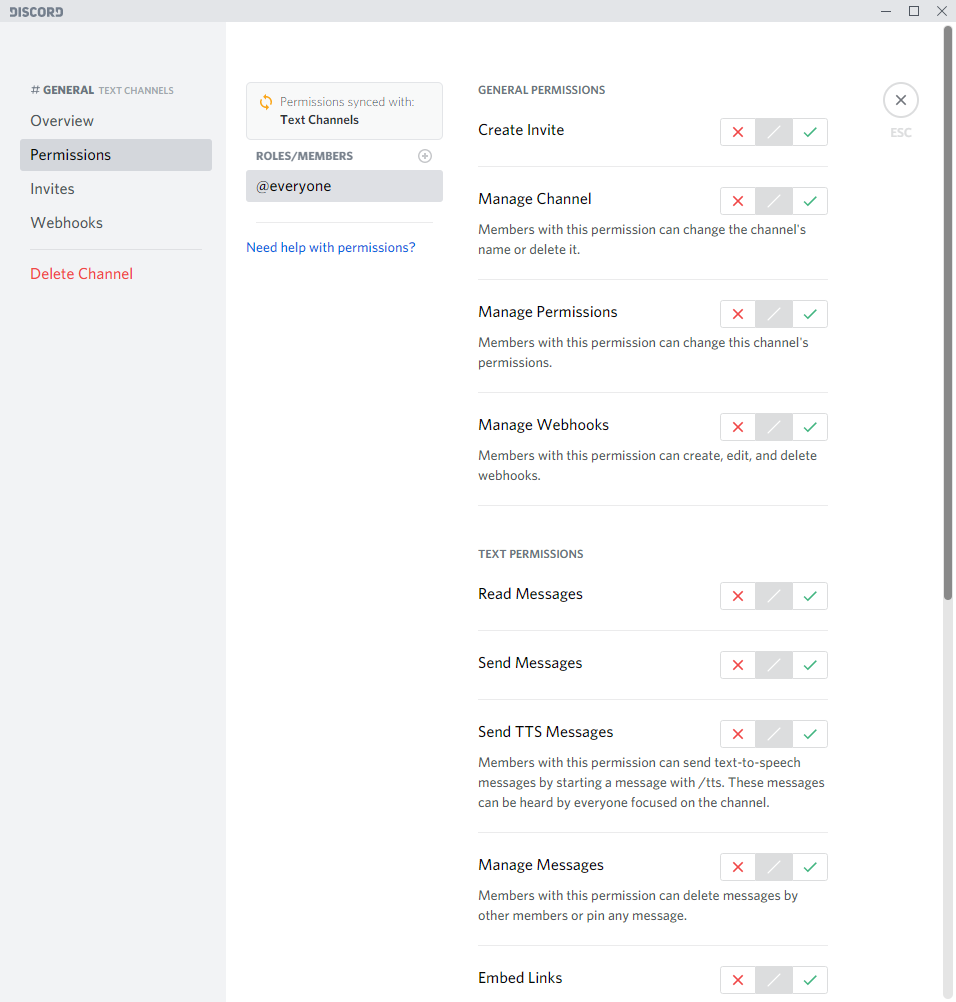 DISCORD
# GENERAL TEXT CHANNELS
Overview
Permissions
Invites
Webhooks
Delete Channel
Permissions synced with:
Text Channels
ROLES/MEMBERS
@everyone
Need help with permissions?
GENERAL PERMISSIONS
Create Invite
Manage Channel
Members with this permission can change the channel's
name or delete it.
Manage Permissions
Members with this permission can change this channel's
permissions.
Manage Webhooks
Members with this permission can create, edit, and delete
webhooks.
TEXT PERMISSIONS
Read Messages
Send Messages
Send TTS Messages
Members with this permission can send text-to-speech
messages by starting a message with /tts. These messages
can be heard by everyone focused on the channel.
Manage Messages
Members with this permission can delete messages by
other members or pin any message.
Embed Links
ESC